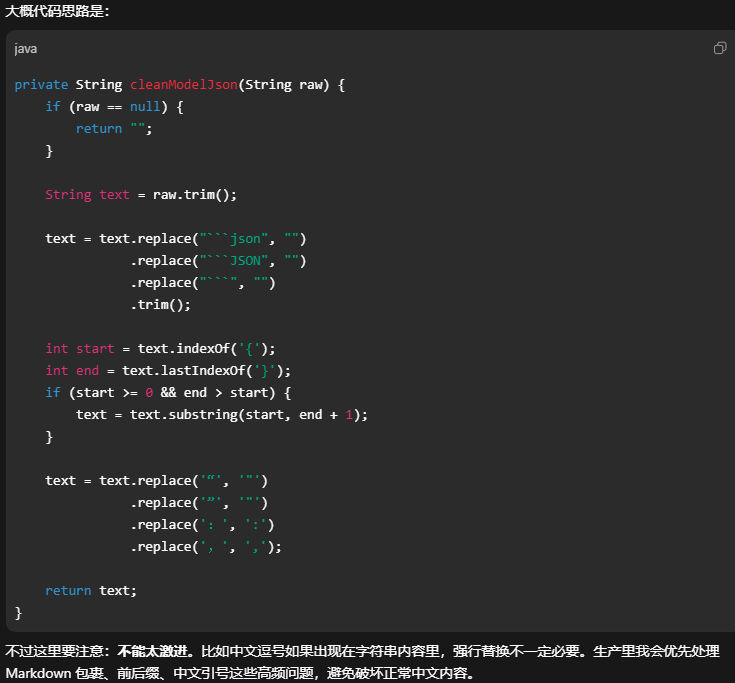 大概代码思路是：
java
private String cleanModelJson(String raw) {
    if (raw == null) {
        return "";
    }
    String text = raw.trim();
    text = text.replace("```json", "")
               .replace("```JSON", "")
               .replace("```", "")
               .trim();
    int start = text.indexOf('{');
    int end = text.lastIndexOf('}');
    if (start >= 0 && end > start) {
        text = text.substring(start, end + 1);
    }
    text = text.replace('“', '"')
               .replace('”', '"')
               .replace('：', ':')
               .replace('，', ',');
    return text;
}
不过这里要注意：不能太激进。比如中文逗号如果出现在字符串内容里，强行替换不一定必要。生产里我会优先处理
Markdown 包裹、前后缀、中文引号这些高频问题，避免破坏正常中文内容。